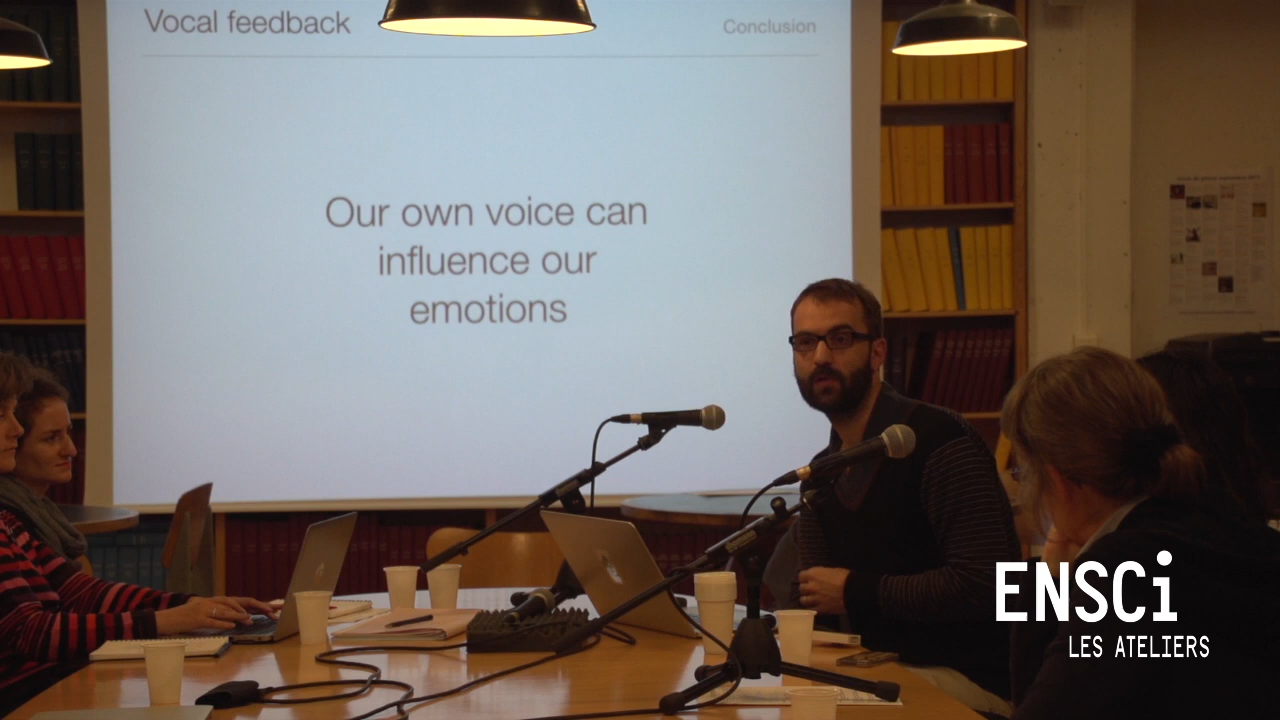 Vocal feedback
Conclusion
Our own voice can
influence our
emotions
ENSCi
LES ATELIERS